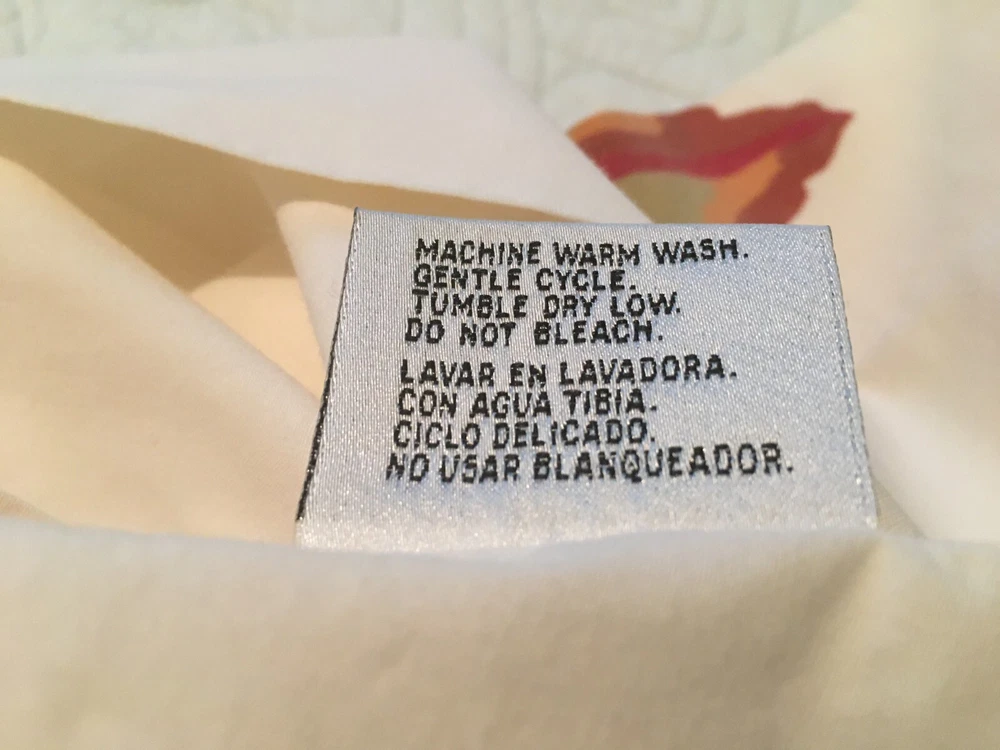 MACHINE WARM WASH.
GENTLE CYCLE.
TUMBLE DRY LOW.
DO NOT BLEACH.
LAVAR EN LAVADORA.
CON AGUA TIBIA.
CICLO DELICADO.
NO USAR BLANQUEADOR.